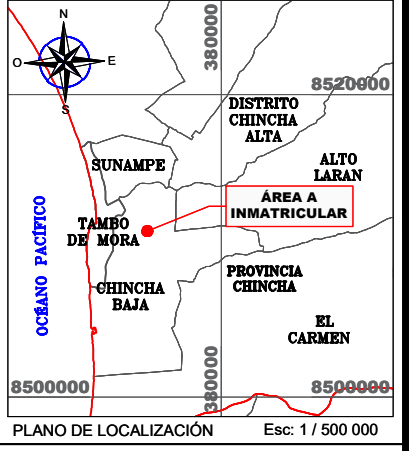 N
O
E
S
380000
8520000
DISTRITO
CHINCHA
ALTA
SUNAMPE
ALTO
LARAN
ÁREA A
INMATRICULAR
TAMBO
DE MORA
OCÉANO PACÍFICO
PROVINCIA
CHINCHA
CHINCHA
BAJA
EL
CARMEN
8500000
380000
8500000
PLANO DE LOCALIZACIÓN
Esc: 1 / 500 000